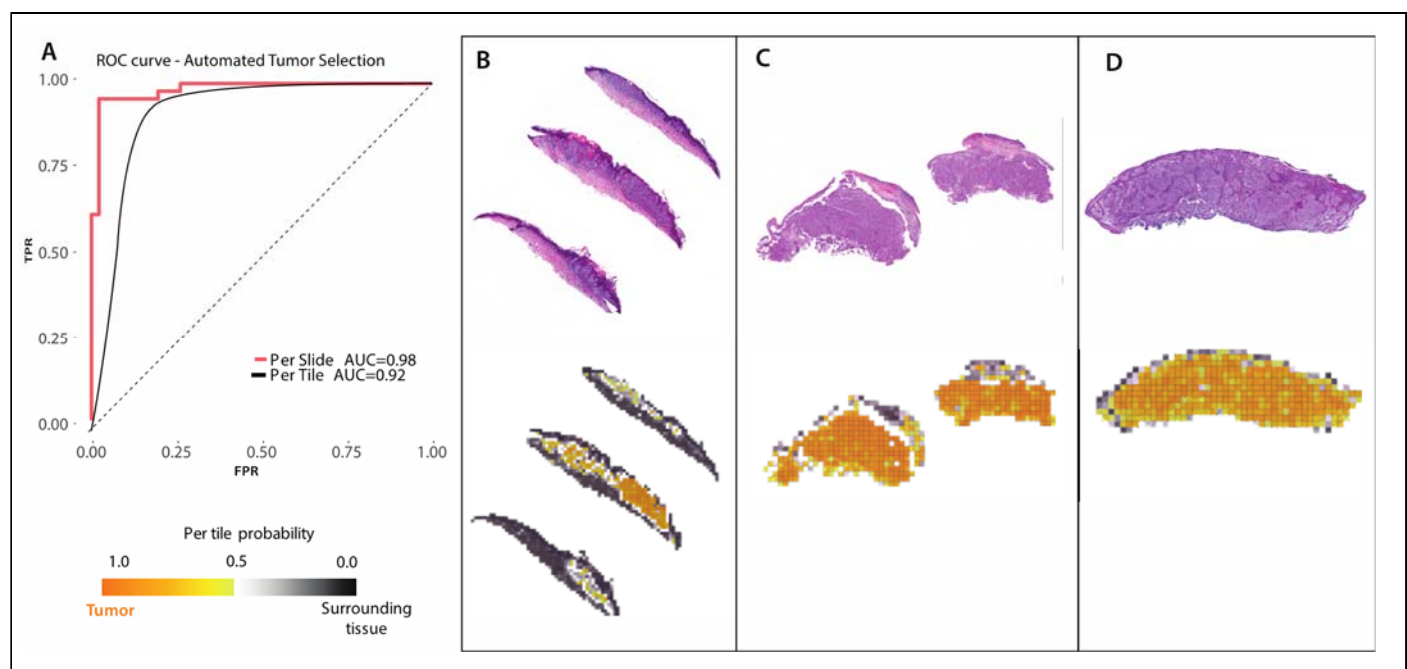 A
ROC curve - Automated Tumor Selection
1.00
0.75
0.50
0.25
0.00
TPR
0.00 0.25 0.50 0.75 1.00
FPR
Per Slide AUC=0.98
Per Tile AUC=0.92
Per tile probability
1.0 0.5 0.0
Tumor
Surrounding
tissue
B
C
D